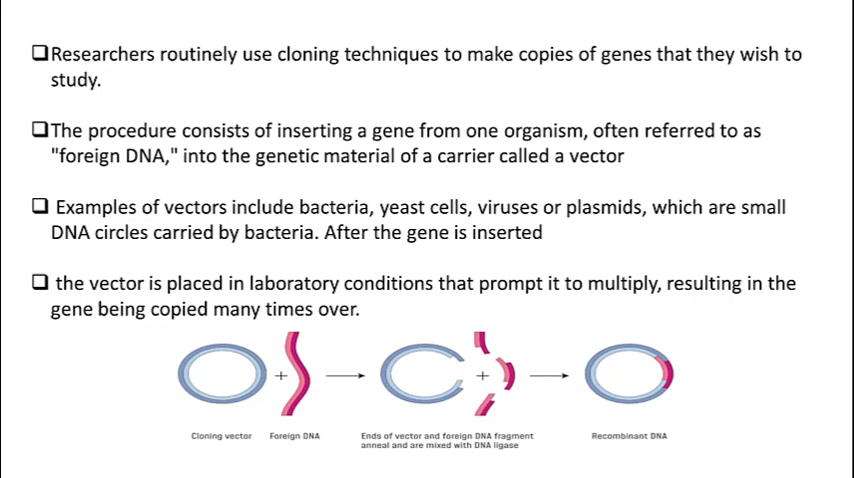 ❑Researchers routinely use cloning techniques to make copies of genes that they wish to
study.
❑The procedure consists of inserting a gene from one organism, often referred to as
"foreign DNA," into the genetic material of a carrier called a vector
❑ Examples of vectors include bacteria, yeast cells, viruses or plasmids, which are small
DNA circles carried by bacteria. After the gene is inserted
❑ the vector is placed in laboratory conditions that prompt it to multiply, resulting in the
gene being copied many times over.
+ +
Cloning vector Foreign DNA Ends of vector and foreign DNA fragment Recombinant DNA
anneal and are mixed with DNA ligase